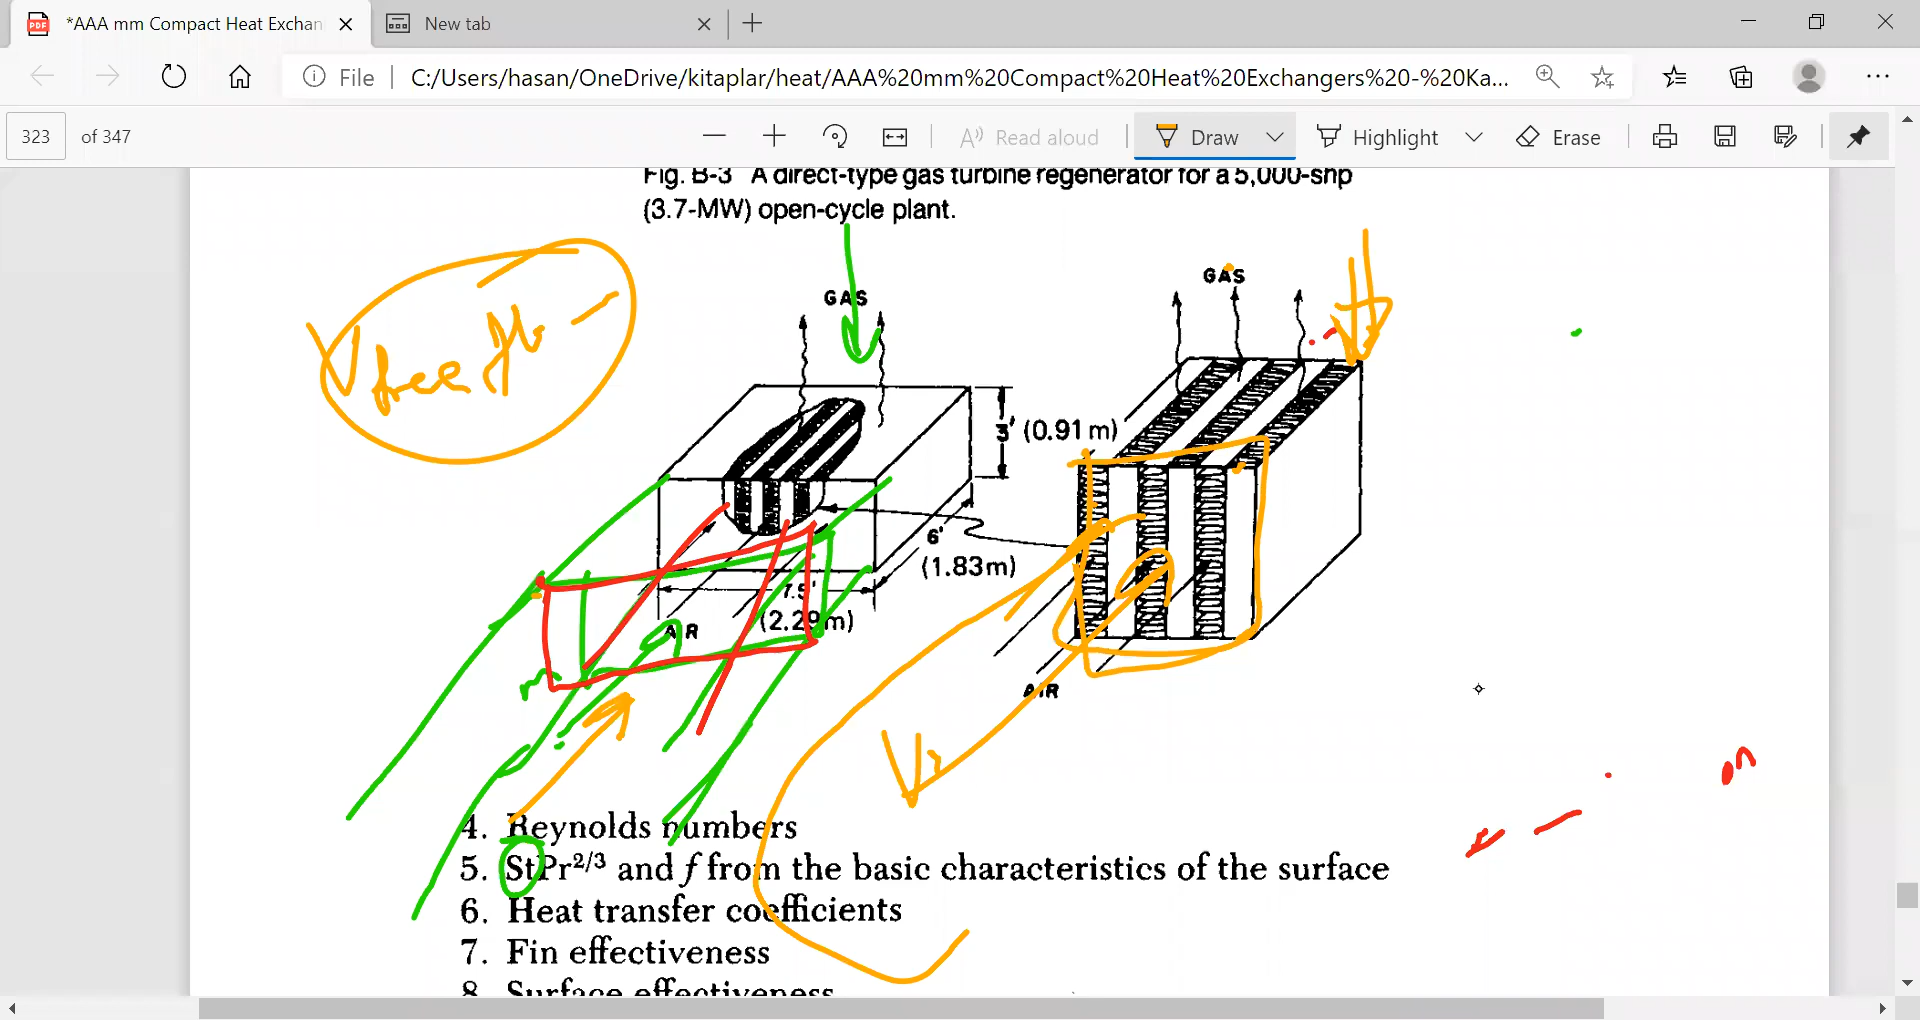 *AAA mm Compact Heat Exchan
New tab
File
C:/Users/hasan/OneDrive/kitaplar/heat/AAA%20mm%20Compact%20Heat%20Exchangers%20-%20Ka...
323 of 347
Read aloud
Draw
Highlight
Erase
Fig. B-3 A direct-type gas turbine regenerator for a 5,000-shp
(3.7-MW) open-cycle plant.
GAS
GAS
V free
3' (0.91 m)
6'
(1.83m)
7.5'
(2.29m)
AIR
AIR
4. Reynolds numbers
5. StPr2/3 and f from the basic characteristics of the surface
6. Heat transfer coefficients
7. Fin effectiveness
8 Surface effectiveness